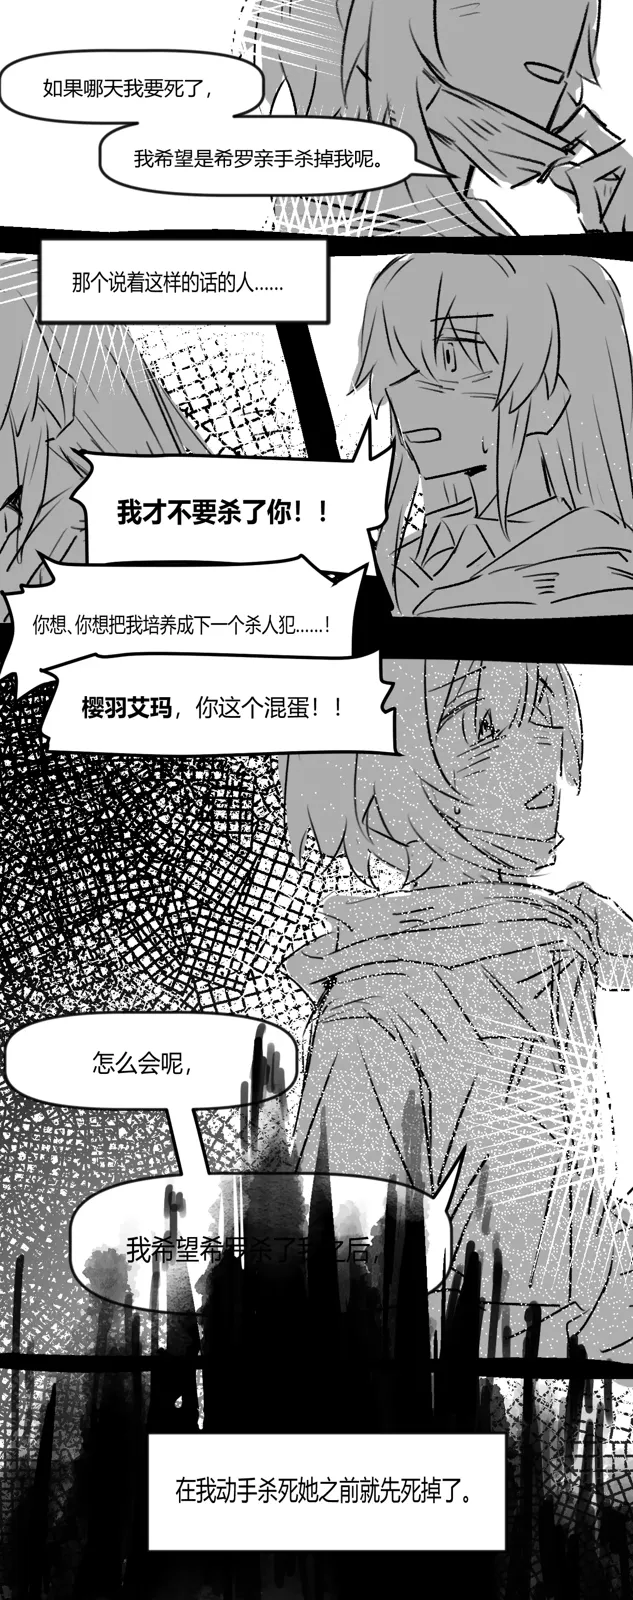 如果哪天我要死了，
我希望是希罗亲手杀掉我呢。
那个说着这样的话的人……
我才不要杀了你！！
你想、你想把我培养成下一个杀人犯……！
樱羽艾玛，你这个混蛋！！
怎么会呢，
我希望希罗杀了我之后，
在我动手杀死她之前就先死掉了。